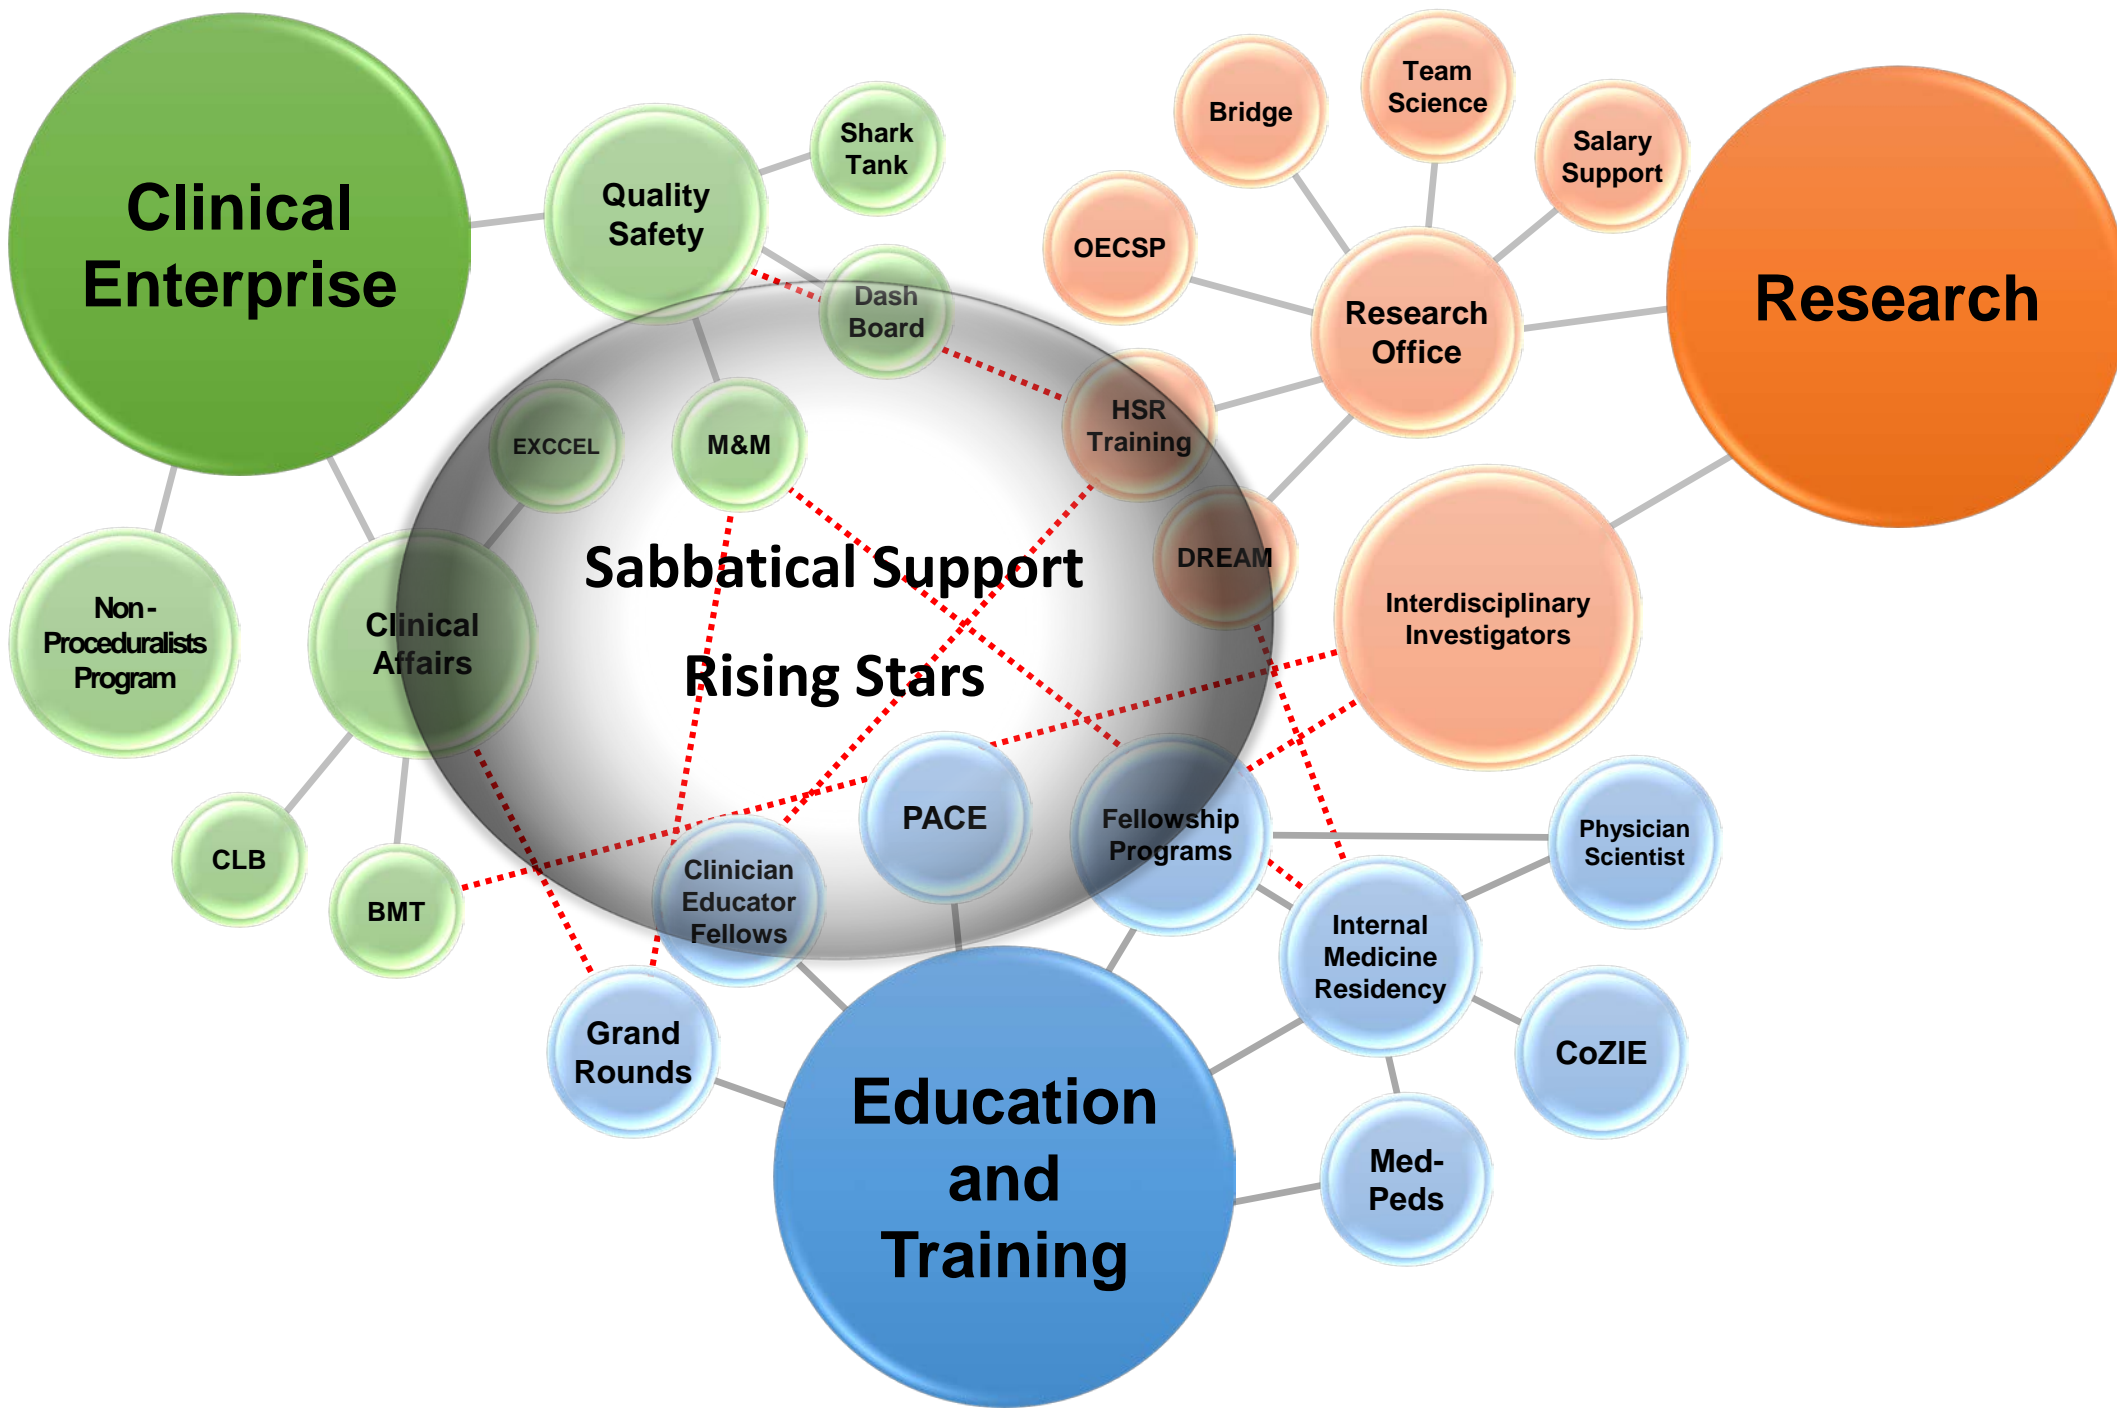 Clinical
Enterprise
Quality
Safety
Shark
Tank
Dash
Board
EXCCEL
M&M
Non-
Proceduralists
Program
Clinical
Affairs
CLB
BMT
Bridge
Team
Science
Salary
Support
OECSP
Research
Office
Research
HSR
Training
DREAM
Interdisciplinary
Investigators
Sabbatical Support
Rising Stars
PACE
Fellowship
Programs
Clinician
Educator
Fellows
Physician
Scientist
Internal
Medicine
Residency
Grand
Rounds
CoZIE
Education
and
Training
Med-
Peds